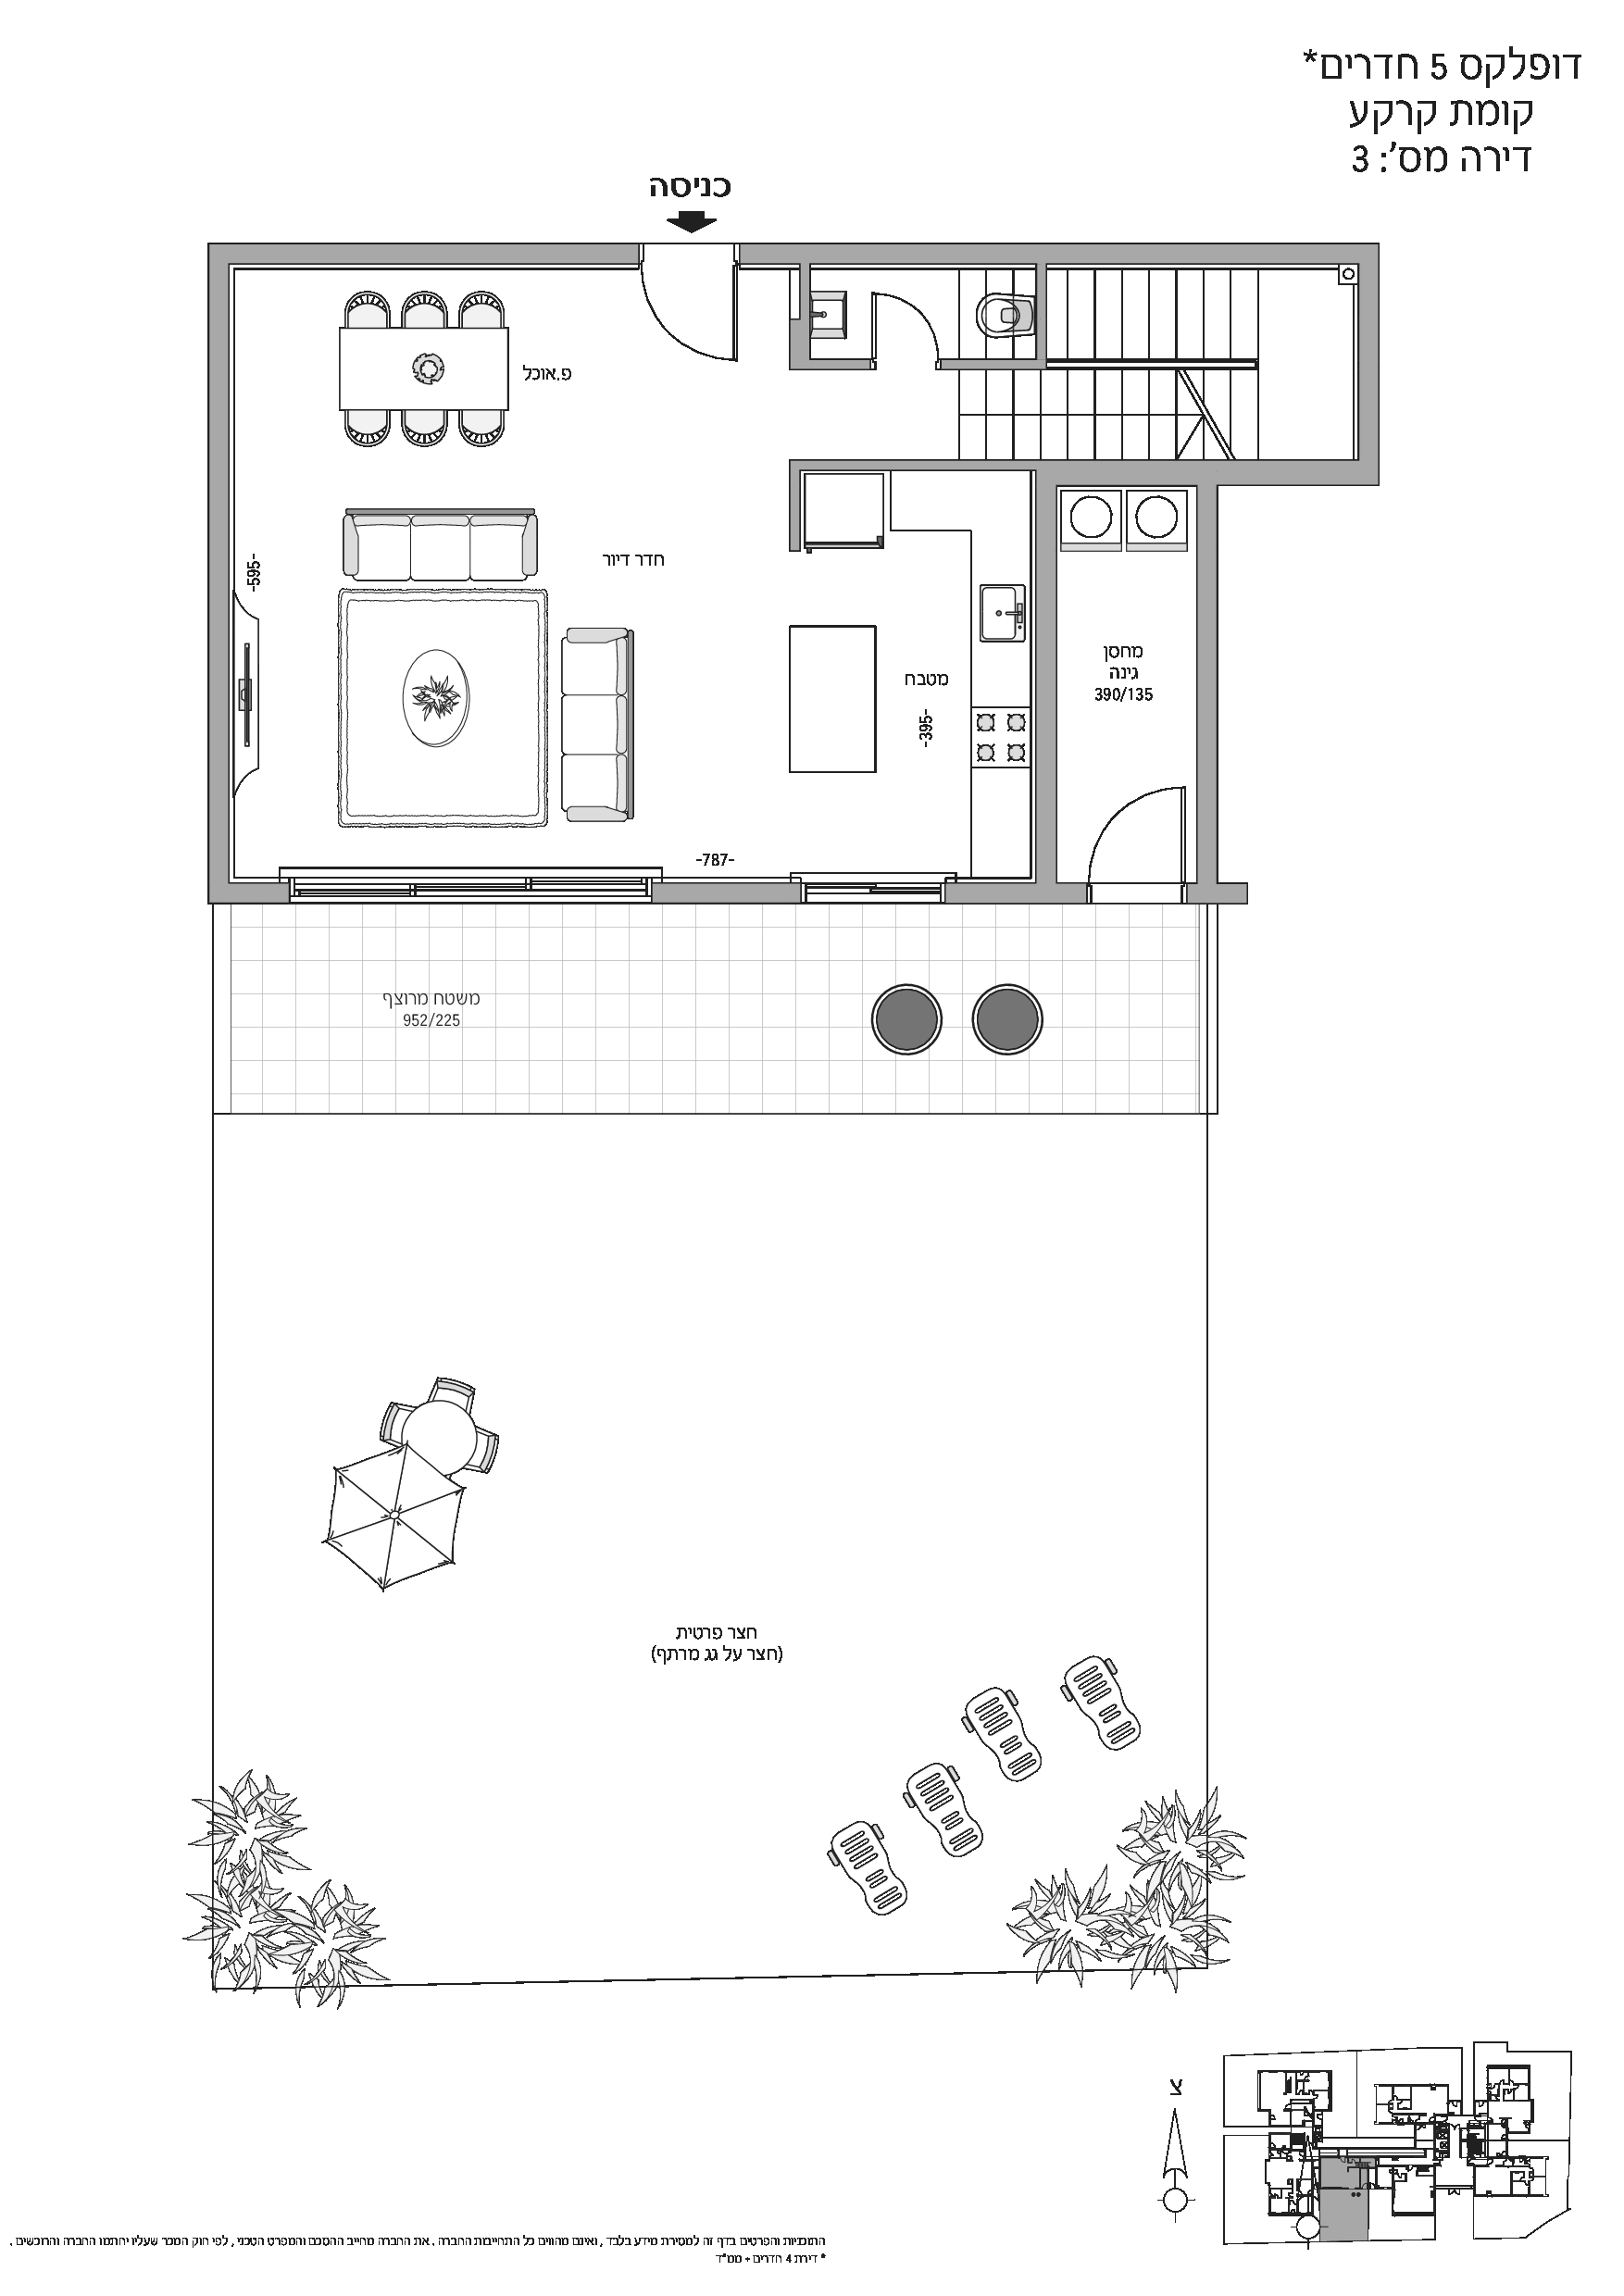 דופלקס 5 חדרים*
קומת קרקע
דירה מס': 3
כניסה
פ.אוכל
חדר דיור
-595-
מטבח
-395-
מחסן
גינה
390/135
-787-
משטח מרוצף
952/225
חצר פרטית
(חצר על גג מרתף)
צ
התוכניות והפרטים בדף זה למסירת מידע בלבד, ואינם מהווים כל התחייבות החברה. את החברה מחייב ההסכם והמפרט הטכני, לפי חוק המכר שעליו יחתמו החברה והרוכשים.
* דירת 4 חדרים + ממ"ד